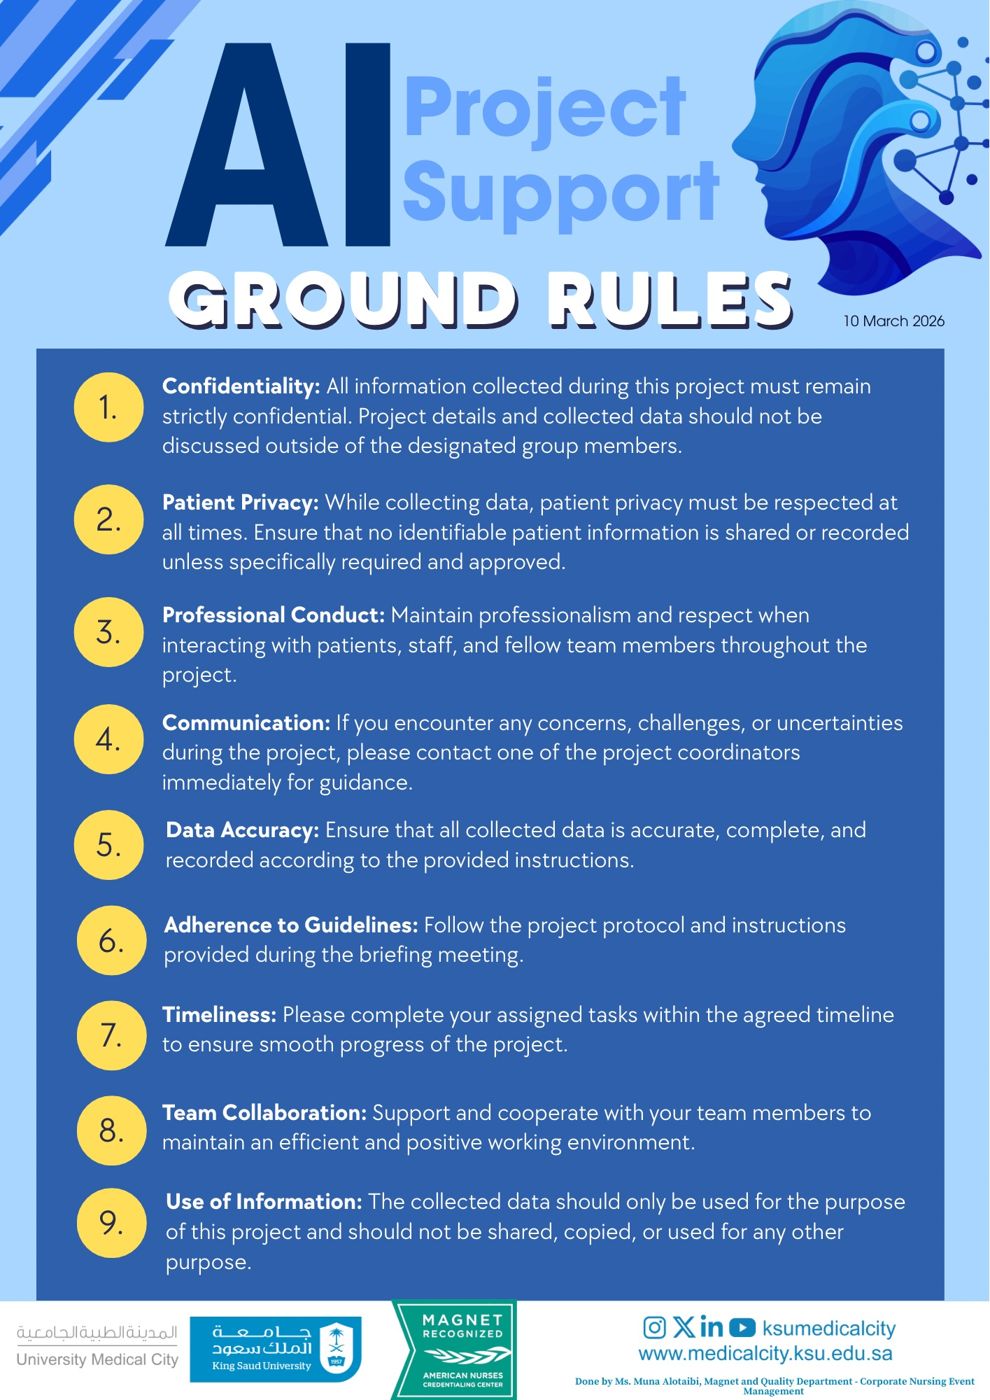 AI Project
Support
GROUND RULES
10 March 2026
1. Confidentiality: All information collected during this project must remain
strictly confidential. Project details and collected data should not be
discussed outside of the designated group members.
2. Patient Privacy: While collecting data, patient privacy must be respected at
all times. Ensure that no identifiable patient information is shared or recorded
unless specifically required and approved.
3. Professional Conduct: Maintain professionalism and respect when
interacting with patients, staff, and fellow team members throughout the
project.
4. Communication: If you encounter any concerns, challenges, or uncertainties
during the project, please contact one of the project coordinators
immediately for guidance.
5. Data Accuracy: Ensure that all collected data is accurate, complete, and
recorded according to the provided instructions.
6. Adherence to Guidelines: Follow the project protocol and instructions
provided during the briefing meeting.
7. Timeliness: Please complete your assigned tasks within the agreed timeline
to ensure smooth progress of the project.
8. Team Collaboration: Support and cooperate with your team members to
maintain an efficient and positive working environment.
9. Use of Information: The collected data should only be used for the purpose
of this project and should not be shared, copied, or used for any other
purpose.
المدينة الطبية الجامعية
University Medical City
جامعة
الملك سعود
King Saud University
1957
MAGNET
RECOGNIZED
AMERICAN NURSES
CREDENTIALING CENTER
ksumedicalcity
www.medicalcity.ksu.edu.sa
Done by Ms. Muna Alotaibi, Magnet and Quality Department - Corporate Nursing Event
Management